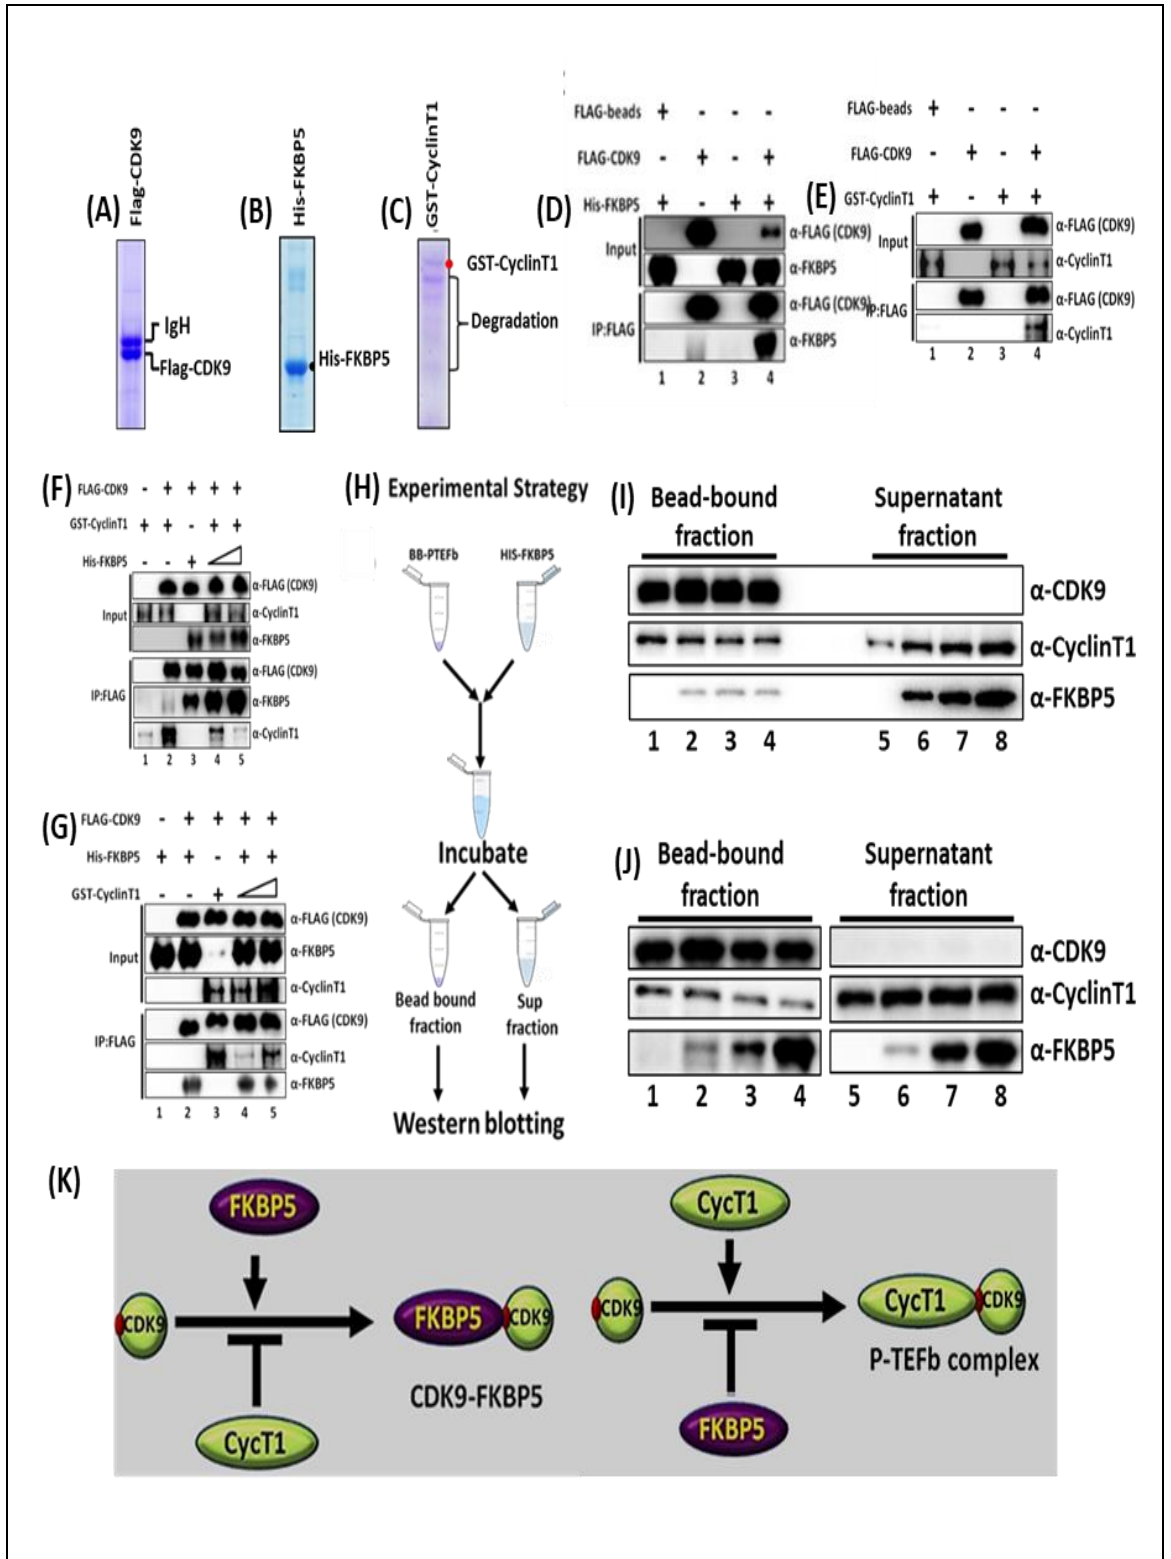 (A)
Flag-CDK9
IgH
Flag-CDK9
(B)
His-FKBP5
His-FKBP5
(C)
GST-CyclinT1
GST-CyclinT1
Degradation
(D)
FLAG-beads + - - -
FLAG-CDK9 - + - +
His-FKBP5 + - + +
Input
α-FLAG (CDK9)
α-FKBP5
IP:FLAG
α-FLAG (CDK9)
α-FKBP5
1 2 3 4
(E)
FLAG-beads + - - -
FLAG-CDK9 - + - +
GST-CyclinT1 + - + +
Input
α-FLAG (CDK9)
α-CyclinT1
IP:FLAG
α-FLAG (CDK9)
α-CyclinT1
1 2 3 4
(F)
FLAG-CDK9 - + + + +
GST-CyclinT1 + + - + +
His-FKBP5 - - +
Input
α-FLAG (CDK9)
α-CyclinT1
α-FKBP5
IP:FLAG
α-FLAG (CDK9)
α-FKBP5
α-CyclinT1
1 2 3 4 5
(G)
FLAG-CDK9 - + + + +
His-FKBP5 + + - + +
GST-CyclinT1 - - +
Input
α-FLAG (CDK9)
α-FKBP5
α-CyclinT1
IP:FLAG
α-FLAG (CDK9)
α-CyclinT1
α-FKBP5
1 2 3 4 5
(H) Experimental Strategy
BB-PTEFb HIS-FKBP5
Incubate
Bead bound
fraction
Sup
fraction
Western blotting
(I)
Bead-bound
fraction
Supernatant
fraction
α-CDK9
α-CyclinT1
α-FKBP5
1 2 3 4 5 6 7 8
(J)
Bead-bound
fraction
Supernatant
fraction
α-CDK9
α-CyclinT1
α-FKBP5
1 2 3 4 5 6 7 8
(K)
FKBP5
CDK9
CycT1
FKBP5 CDK9
CDK9-FKBP5
CycT1
CDK9
FKBP5
CycT1 CDK9
P-TEFb complex